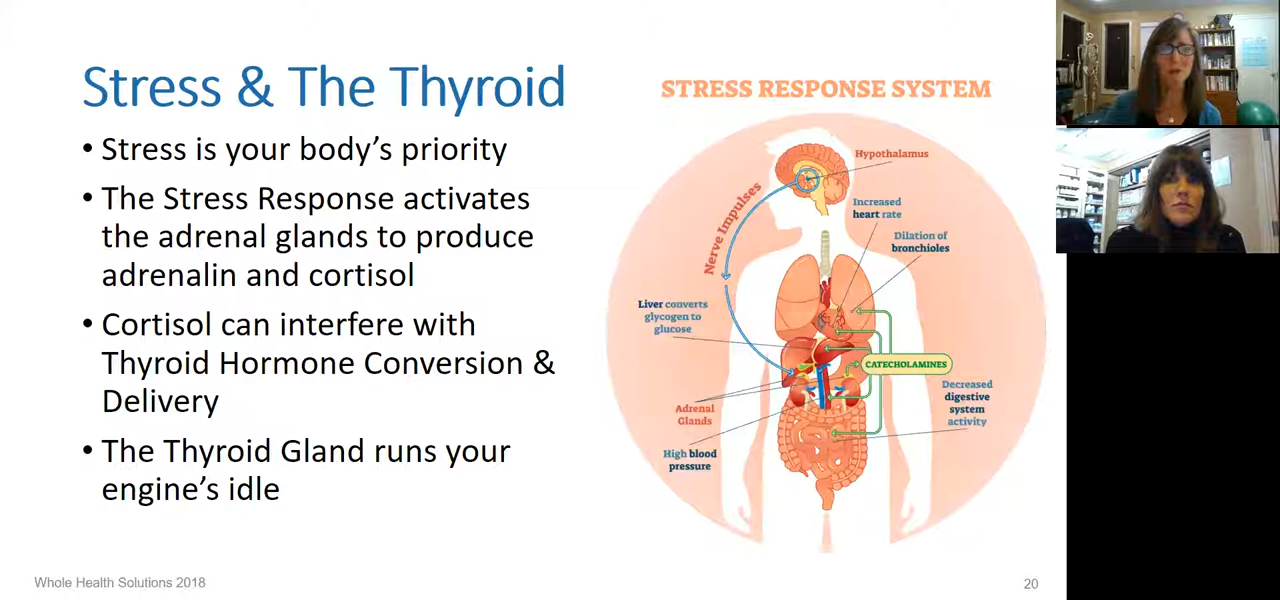 Stress & The Thyroid
• Stress is your body's priority
• The Stress Response activates
the adrenal glands to produce
adrenalin and cortisol
• Cortisol can interfere with
Thyroid Hormone Conversion &
Delivery
• The Thyroid Gland runs your
engine's idle
STRESS RESPONSE SYSTEM
Hypothalamus
Nerve Impulses
Increased
heart rate
Dilation of
bronchioles
Liver converts
glycogen to
glucose
CATECHOLAMINES
Decreased
digestive
system
activity
Adrenal
Glands
High blood
pressure
Whole Health Solutions 2018
20